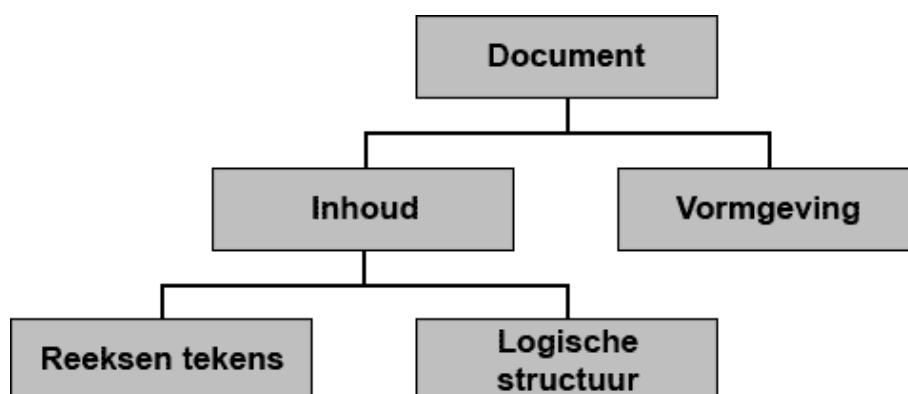 Document
Inhoud
Vormgeving
Reeksen tekens
Logische
structuur